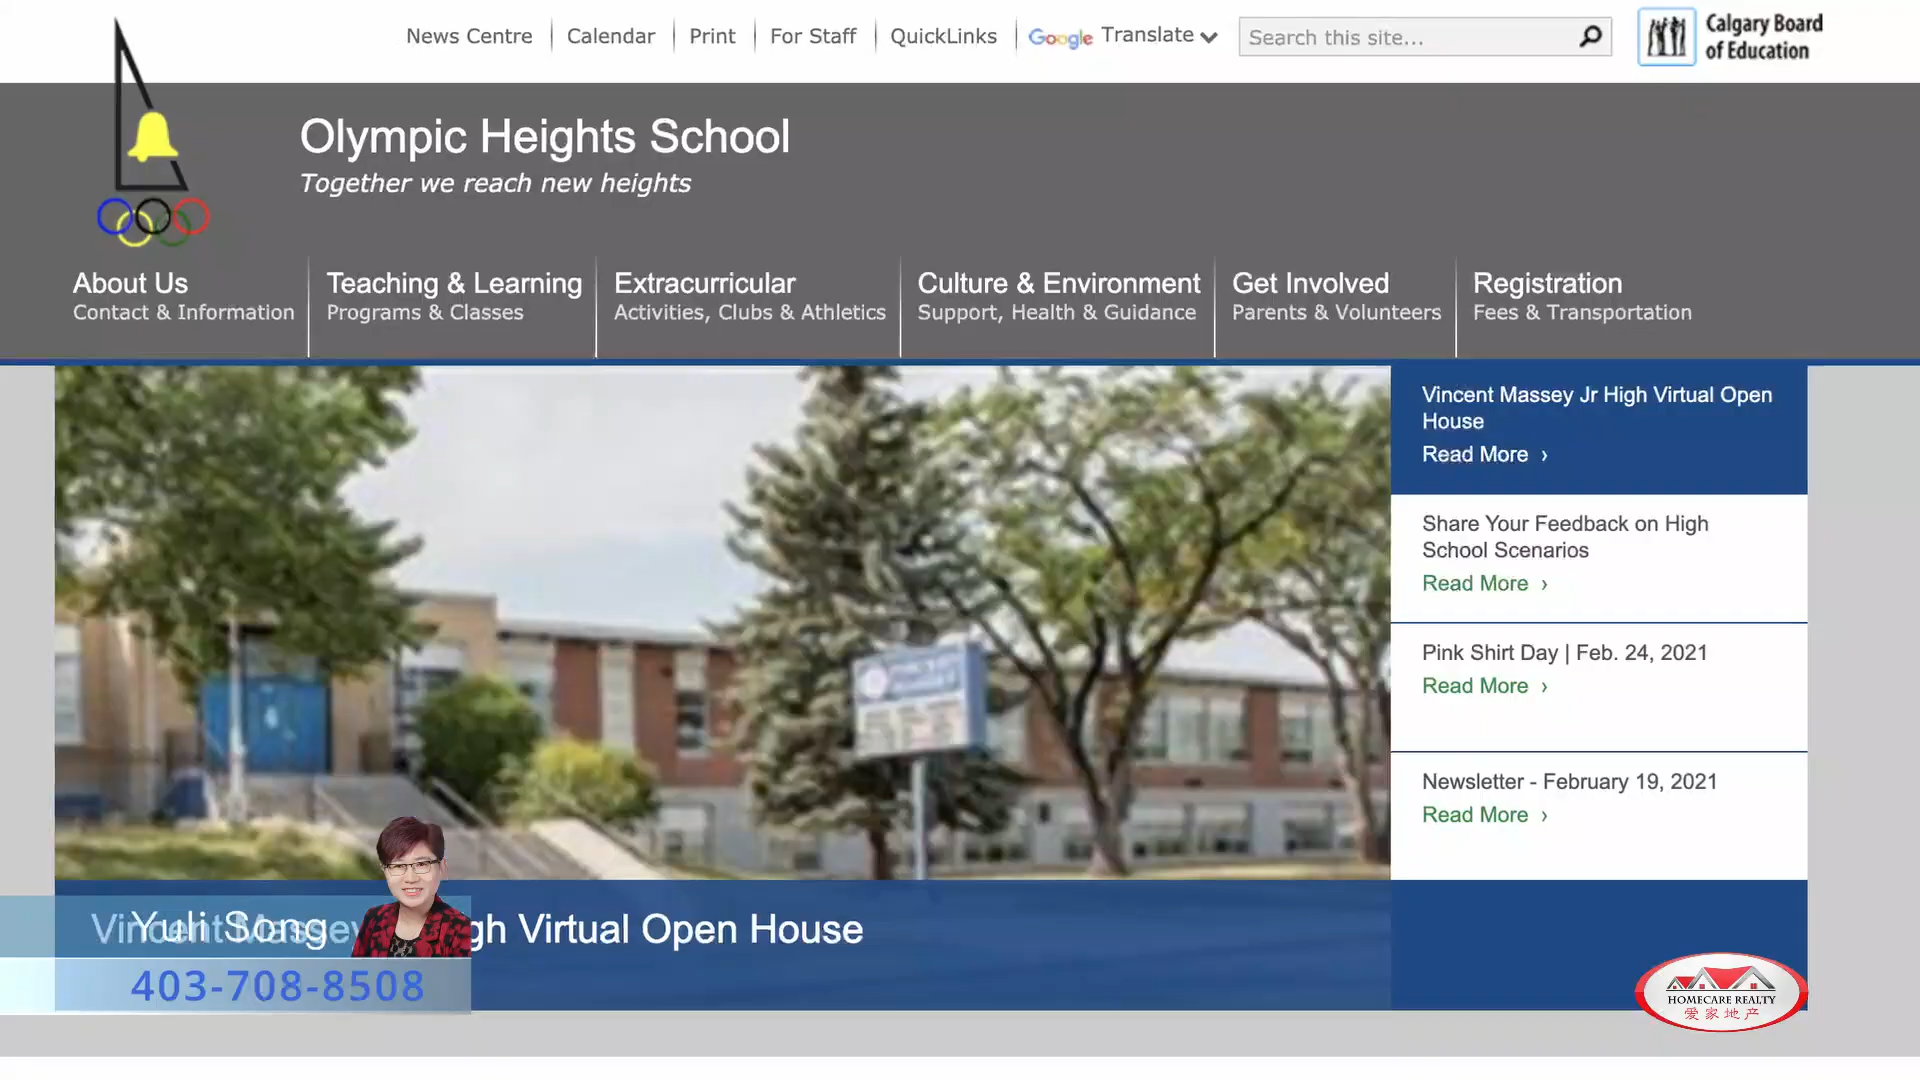 News Centre
Calendar
Print
For Staff
QuickLinks
Google Translate
Search this site...
Calgary Board
of Education
Olympic Heights School
Together we reach new heights
About Us
Contact & Information
Teaching & Learning
Programs & Classes
Extracurricular
Activities, Clubs & Athletics
Culture & Environment
Support, Health & Guidance
Get Involved
Parents & Volunteers
Registration
Fees & Transportation
Vincent Massey Jr High Virtual Open
House
Read More ›
Share Your Feedback on High
School Scenarios
Read More ›
Pink Shirt Day | Feb. 24, 2021
Read More ›
Newsletter - February 19, 2021
Read More ›
Vincent Massey gh Virtual Open House
Yuli Song
403-708-8508
HOMECARE REALTY
爱家地产